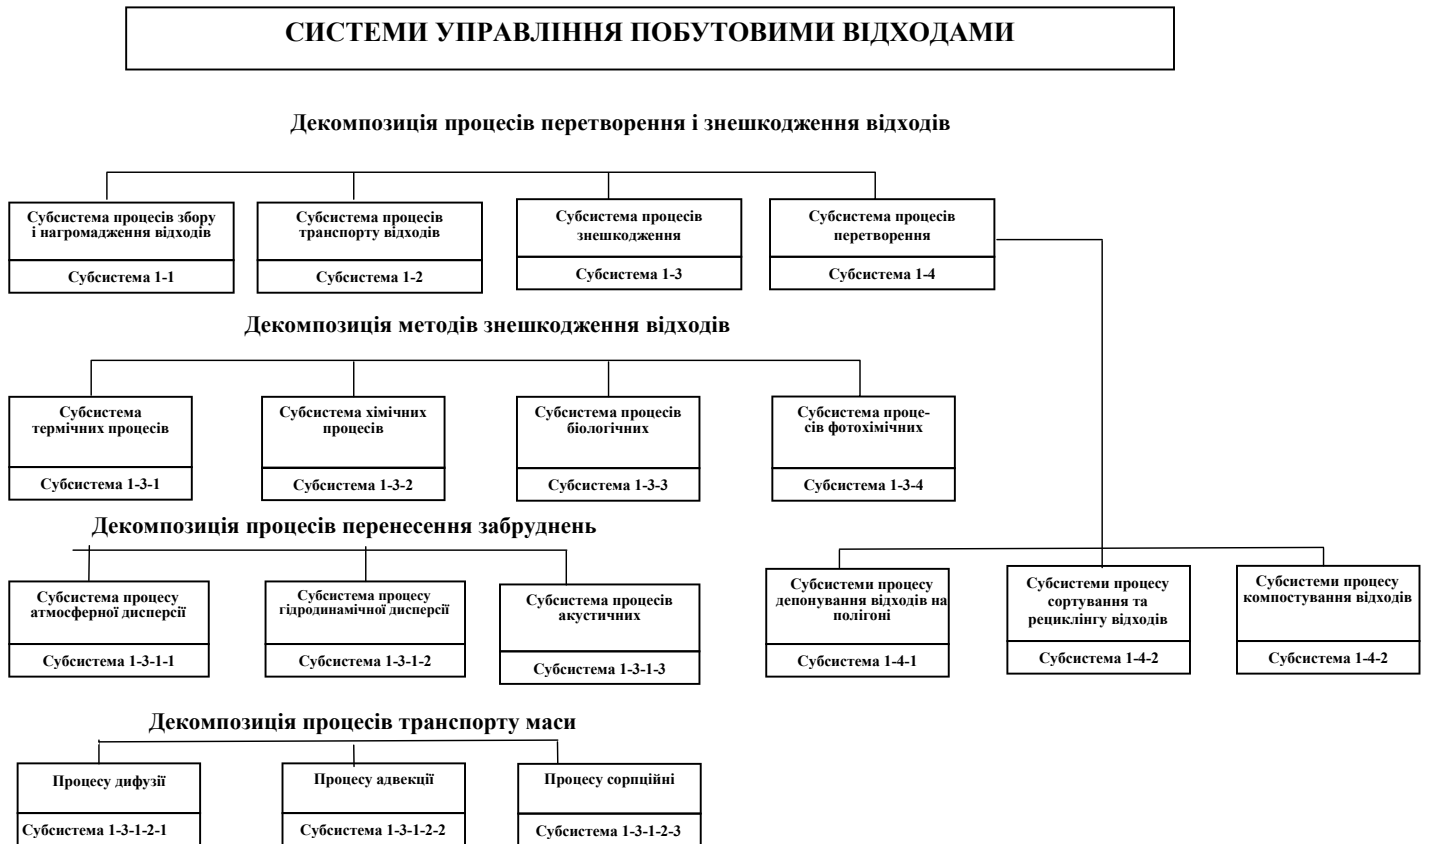 СИСТЕМИ УПРАВЛІННЯ ПОБУТОВИМИ ВІДХОДАМИ
Декомпозиція процесів перетворення і знешкодження відходів
Субсистема процесів збору
і нагромадження відходів
Субсистема 1-1
Субсистема процесів
транспорту відходів
Субсистема 1-2
Субсистема процесів
знешкодження
Субсистема 1-3
Субсистема процесів
перетворення
Субсистема 1-4
Декомпозиція методів знешкодження відходів
Субсистема
термічних процесів
Субсистема 1-3-1
Субсистема хімічних
процесів
Субсистема 1-3-2
Субсистема процесів
біологічних
Субсистема 1-3-3
Субсистема проце-
сів фотохімічних
Субсистема 1-3-4
Декомпозиція процесів перенесення забруднень
Субсистема процесу
атмосферної дисперсії
Субсистема 1-3-1-1
Субсистема процесу
гідродинамічної дисперсії
Субсистема 1-3-1-2
Субсистема процесів
акустичних
Субсистема 1-3-1-3
Субсистеми процесу
депонування відходів на
полігоні
Субсистема 1-4-1
Субсистеми процесу
сортування та
рециклінгу відходів
Субсистема 1-4-2
Субсистеми процесу
компостування відходів
Субсистема 1-4-2
Декомпозиція процесів транспорту маси
Процесу дифузії
Субсистема 1-3-1-2-1
Процесу адвекції
Субсистема 1-3-1-2-2
Процесу сорпційні
Субсистема 1-3-1-2-3